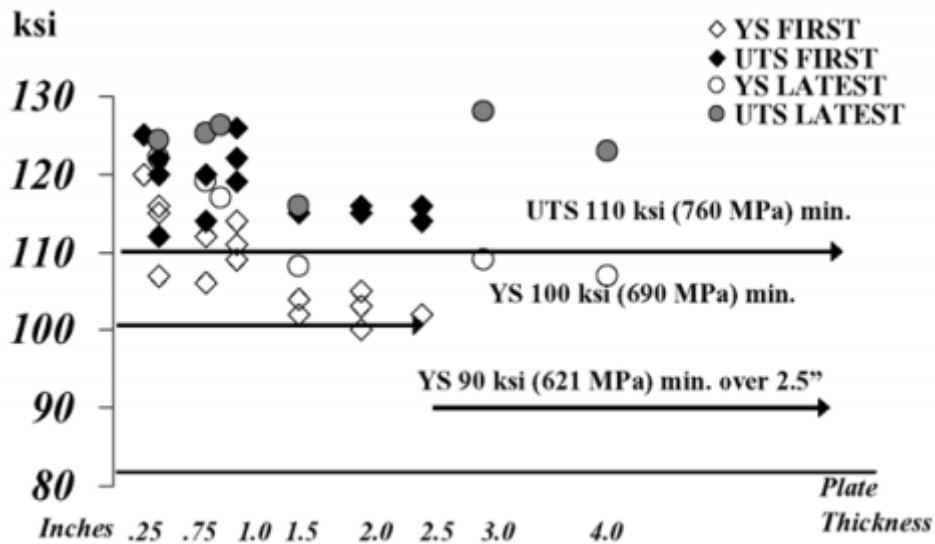 ksi
YS FIRST
UTS FIRST
YS LATEST
UTS LATEST
130
120
UTS 110 ksi (760 MPa) min.
110
YS 100 ksi (690 MPa) min.
100
YS 90 ksi (621 MPa) min. over 2.5”
90
80
Plate
Thickness
Inches .25 .75 1.0 1.5 2.0 2.5 3.0 4.0